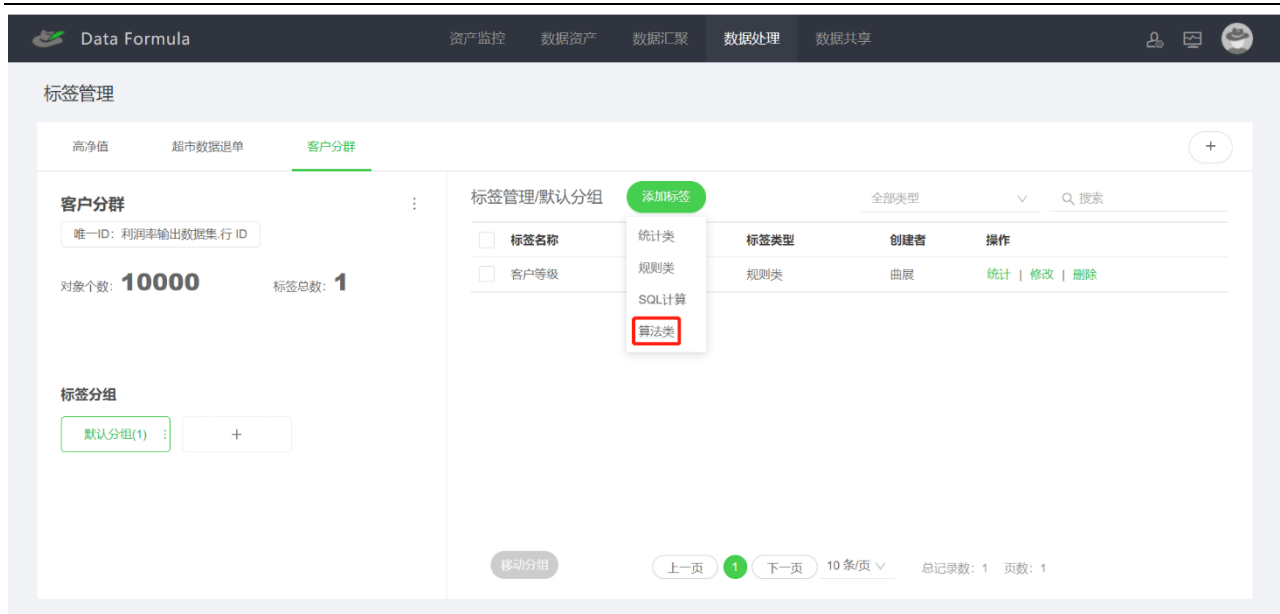 Data Formula 资产监控 数据资产 数据汇聚 数据处理 数据共享
标签管理
高净值 超市数据退单 客户分群 +
客户分群
唯一ID: 利润率输出数据集.行 ID
对象个数: 10000 标签总数: 1
标签分组
默认分组(1) +
标签管理/默认分组 添加标签 全部类型 搜索
标签名称 标签类型 创建者 操作
客户等级 规则类 曲展 统计 | 修改 | 删除
统计类
规则类
SQL计算
算法类
移动分组 上一页 1 下一页 10 条/页 总记录数: 1 页数: 1